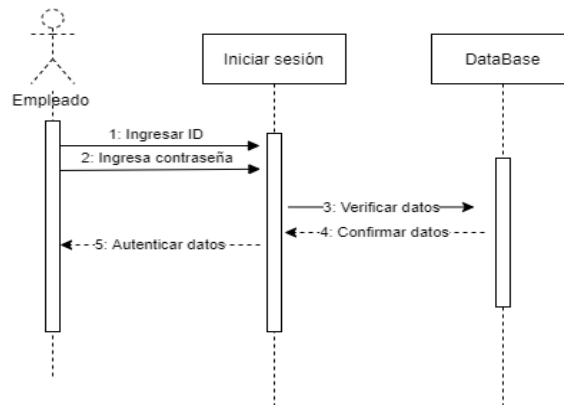 Iniciar sesión
DataBase
Empleado
1: Ingresar ID
2: Ingresa contraseña
3: Verificar datos
4: Confirmar datos
5: Autenticar datos